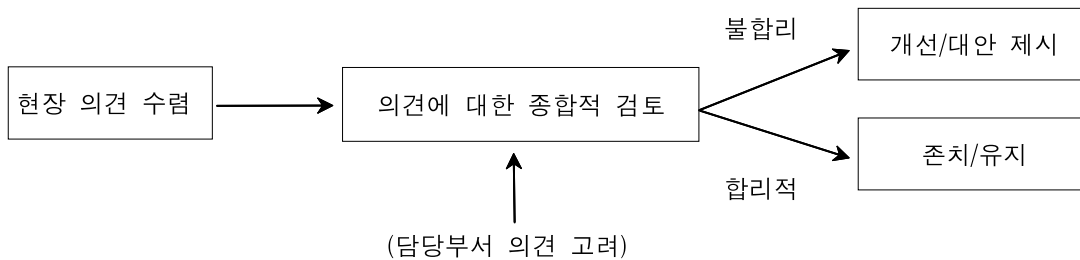 불합리
개선/대안 제시
현장 의견 수렴
의견에 대한 종합적 검토
존치/유지
합리적
(담당부서 의견 고려)